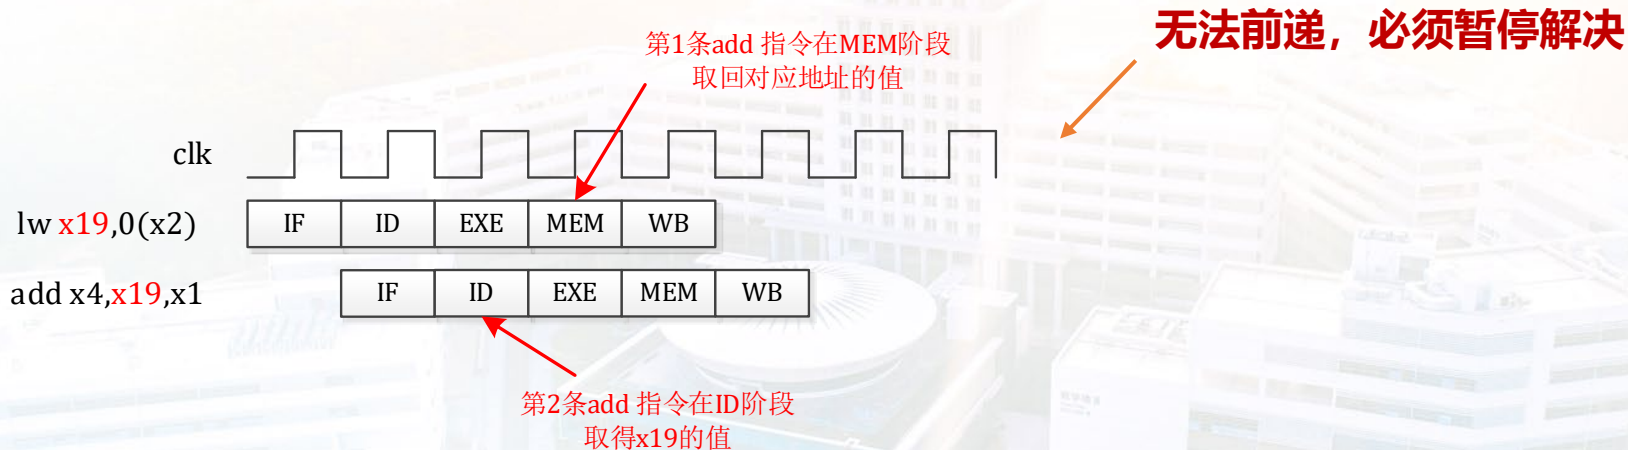 无法前递，必须暂停解决
第1条add 指令在MEM阶段
取回对应地址的值
clk
lw x19,0(x2)
IF ID EXE MEM WB
add x4,x19,x1
IF ID EXE MEM WB
第2条add 指令在ID阶段
取得x19的值